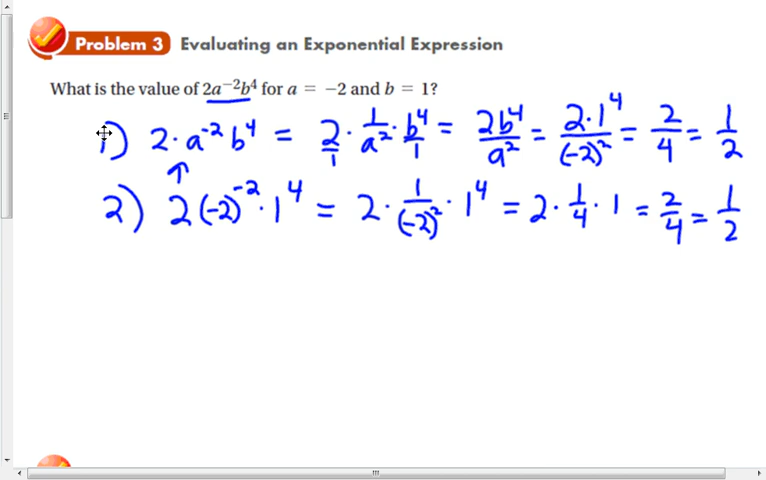 Problem 3 Evaluating an Exponential Expression
What is the value of 2a⁻²b⁴ for a = −2 and b = 1?
1) 2 · a⁻² b⁴ = 2/1 · 1/a² · b⁴/1 = 2b⁴/a² = 2·1⁴/(-2)² = 2/4 = 1/2
2) 2(-2)⁻² · 1⁴ = 2 · 1/(-2)² · 1⁴ = 2 · 1/4 · 1 = 2/4 = 1/2